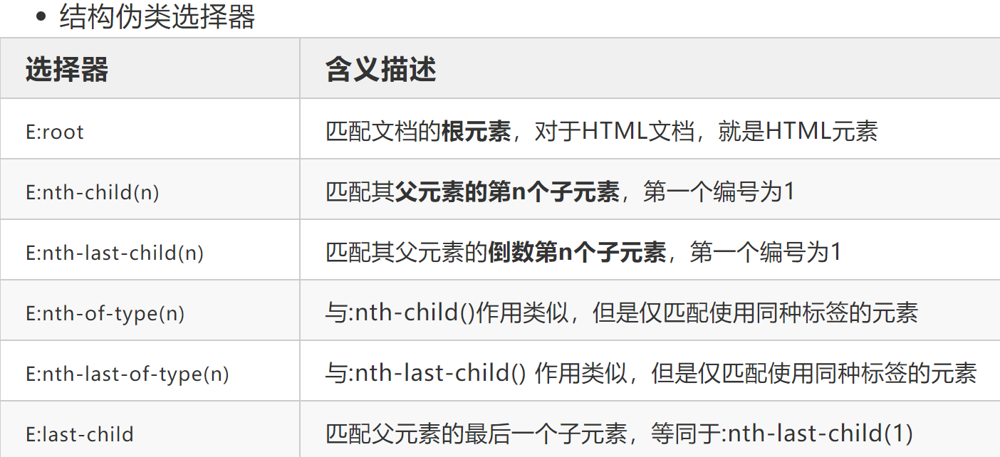 • 结构伪类选择器
选择器 含义描述
E:root 匹配文档的根元素，对于HTML文档，就是HTML元素
E:nth-child(n) 匹配其父元素的第n个子元素，第一个编号为1
E:nth-last-child(n) 匹配其父元素的倒数第n个子元素，第一个编号为1
E:nth-of-type(n) 与:nth-child()作用类似，但是仅匹配使用同种标签的元素
E:nth-last-of-type(n) 与:nth-last-child() 作用类似，但是仅匹配使用同种标签的元素
E:last-child 匹配父元素的最后一个子元素，等同于:nth-last-child(1)